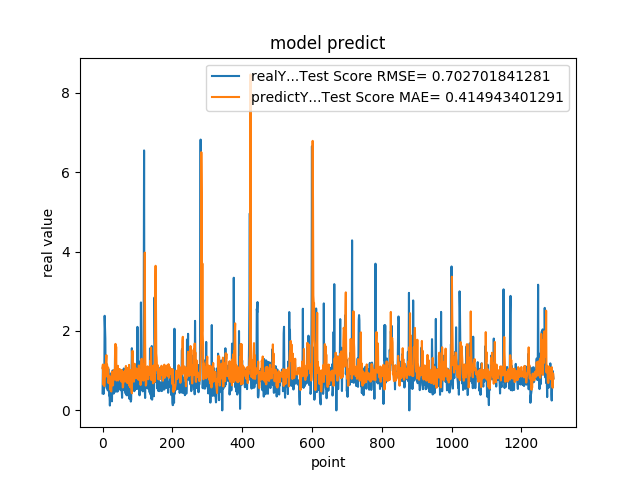 model predict
realY...Test Score RMSE= 0.702701841281
predictY...Test Score MAE= 0.414943401291
8
6
4
2
0
real value
0 200 400 600 800 1000 1200
point